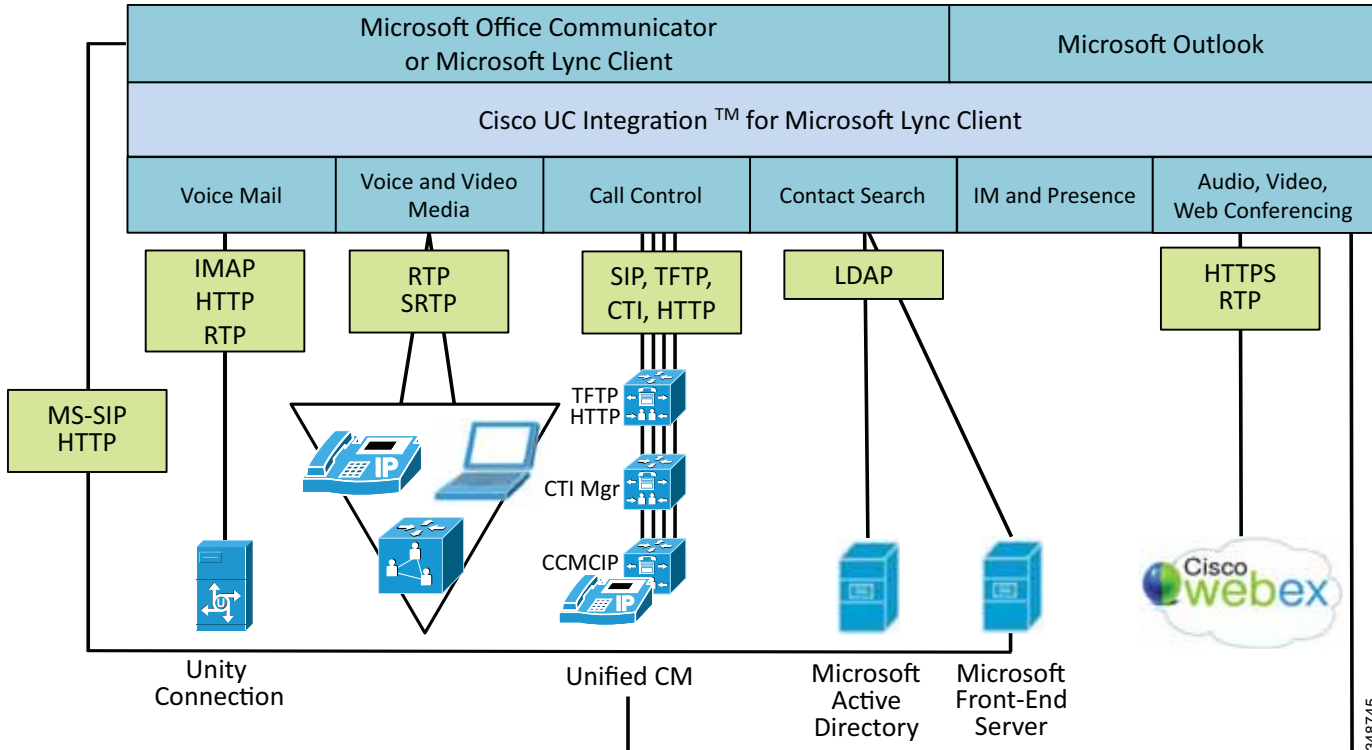 Microsoft Office Communicator
or Microsoft Lync Client
Microsoft Outlook
Cisco UC Integration TM for Microsoft Lync Client
Voice Mail
Voice and Video
Media
Call Control
Contact Search
IM and Presence
Audio, Video,
Web Conferencing
IMAP
HTTP
RTP
RTP
SRTP
SIP, TFTP,
CTI, HTTP
LDAP
HTTPS
RTP
MS-SIP
HTTP
TFTP
HTTP
IP
CTI Mgr
CCMCIP
IP
Cisco
webex
Unity
Connection
Unified CM
Microsoft
Active
Directory
Microsoft
Front-End
Server
248745